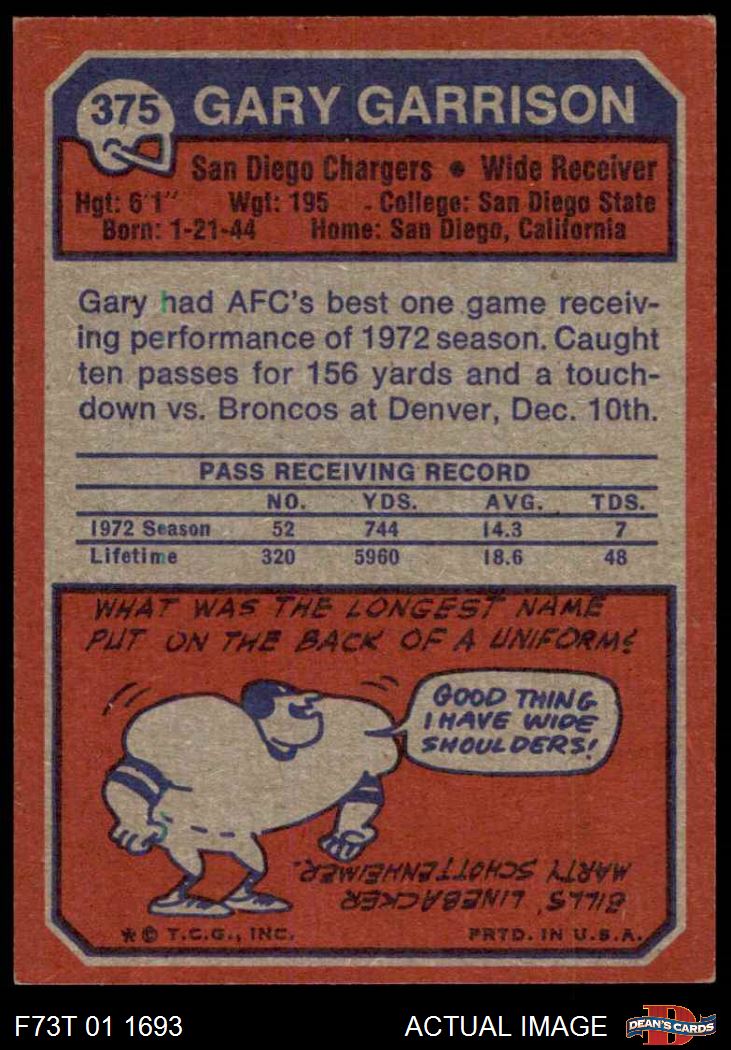 375 GARY GARRISON
San Diego Chargers • Wide Receiver
Hgt: 6'1" Wgt: 195 College: San Diego State
Born: 1-21-44 Home: San Diego, California
Gary had AFC's best one game receiv-
ing performance of 1972 season. Caught
ten passes for 156 yards and a touch-
down vs. Broncos at Denver, Dec. 10th.
PASS RECEIVING RECORD
NO. YDS. AVG. TDS.
1972 Season 52 744 14.3 7
Lifetime 320 5960 18.6 48
WHAT WAS THE LONGEST NAME
PUT ON THE BACK OF A UNIFORM?
GOOD THING
I HAVE WIDE
SHOULDERS!
BILLS' LINEBACKER
MARTY SCHOTTENHEIMER.
* © T.C.G., INC. PRTD. IN U.S.A.
F73T 01 1693 ACTUAL IMAGE DEAN'S CARDS